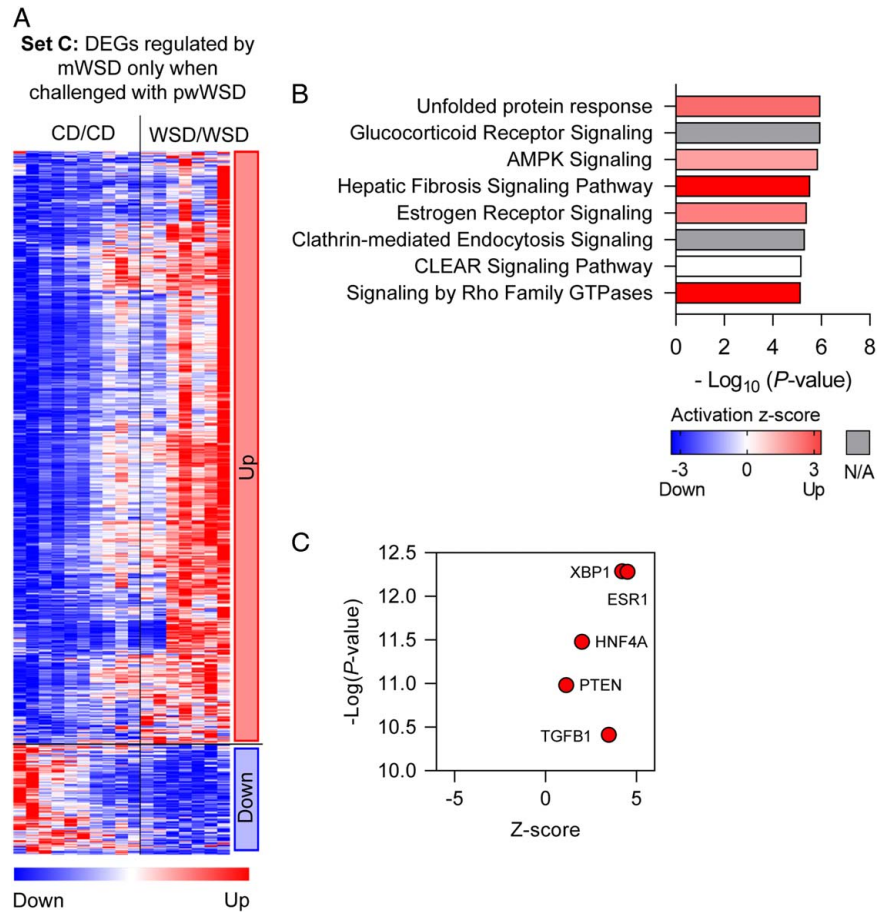 A
Set C: DEGs regulated by
mWSD only when
challenged with pwWSD
CD/CD
WSD/WSD
Up
Down
Down
Up
B
Unfolded protein response
Glucocorticoid Receptor Signaling
AMPK Signaling
Hepatic Fibrosis Signaling Pathway
Estrogen Receptor Signaling
Clathrin-mediated Endocytosis Signaling
CLEAR Signaling Pathway
Signaling by Rho Family GTPases
0 2 4 6 8
- Log10 (P-value)
Activation z-score
-3 0 3
Down Up
N/A
C
-Log(P-value)
12.5
12.0
11.5
11.0
10.5
10.0
XBP1
ESR1
HNF4A
PTEN
TGFB1
-5 0 5
Z-score